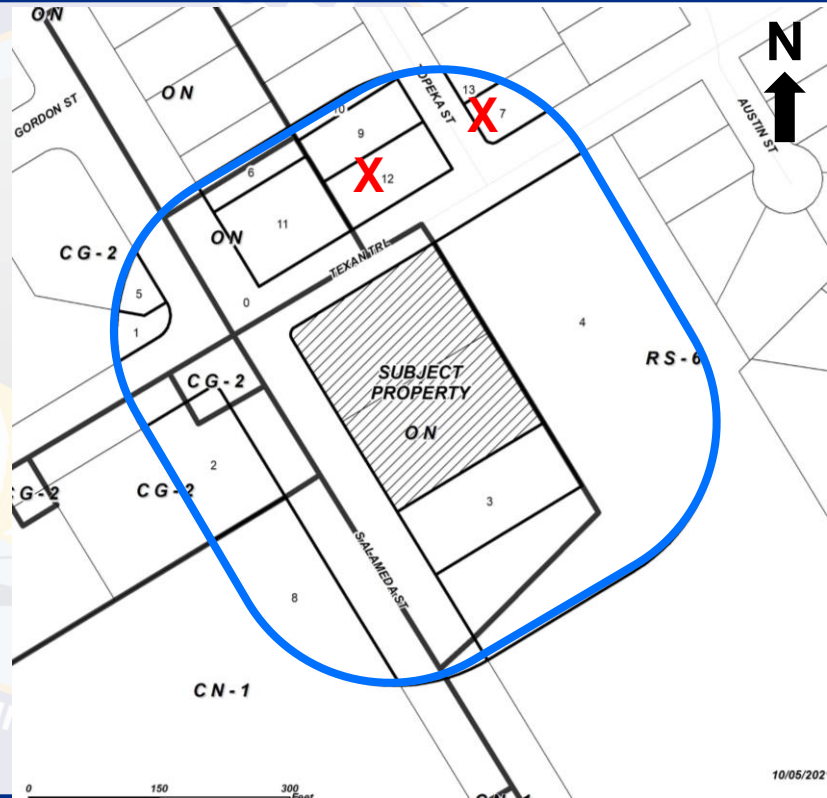 ON
N
GORDON ST
ON
TOPEKA ST
AUSTIN ST
13
X
7
10
9
X
12
6
11
ON
TEXAN TRL
CG-2
5
0
1
4
RS-6
SUBJECT
PROPERTY
ON
CG-2
2
CG-2
CG-2
3
S ALAMEDA ST
8
CN-1
10/05/202
0
150
300
Feet